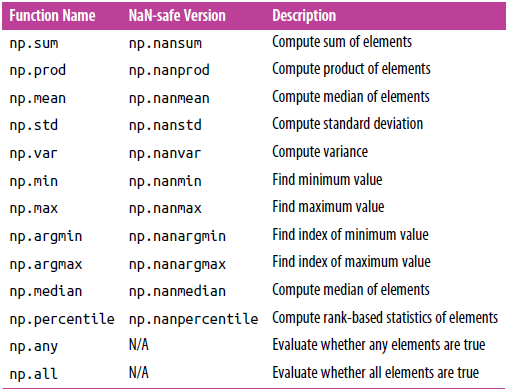 Function Name NaN-safe Version Description
np.sum np.nansum Compute sum of elements
np.prod np.nanprod Compute product of elements
np.mean np.nanmean Compute median of elements
np.std np.nanstd Compute standard deviation
np.var np.nanvar Compute variance
np.min np.nanmin Find minimum value
np.max np.nanmax Find maximum value
np.argmin np.nanargmin Find index of minimum value
np.argmax np.nanargmax Find index of maximum value
np.median np.nanmedian Compute median of elements
np.percentile np.nanpercentile Compute rank-based statistics of elements
np.any N/A Evaluate whether any elements are true
np.all N/A Evaluate whether all elements are true